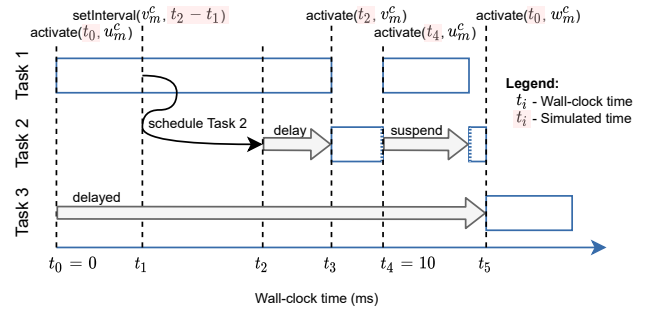 setInterval(v_m^c, t_2 − t_1)
activate(t_2, v_m^c)
activate(t_0, w_m^c)
activate(t_0, u_m^c)
activate(t_4, u_m^c)
Task 1
Legend:
t_i - Wall-clock time
t_i - Simulated time
schedule Task 2
Task 2
delay
suspend
Task 3
delayed
t_0 = 0
t_1
t_2
t_3
t_4 = 10
t_5
Wall-clock time (ms)